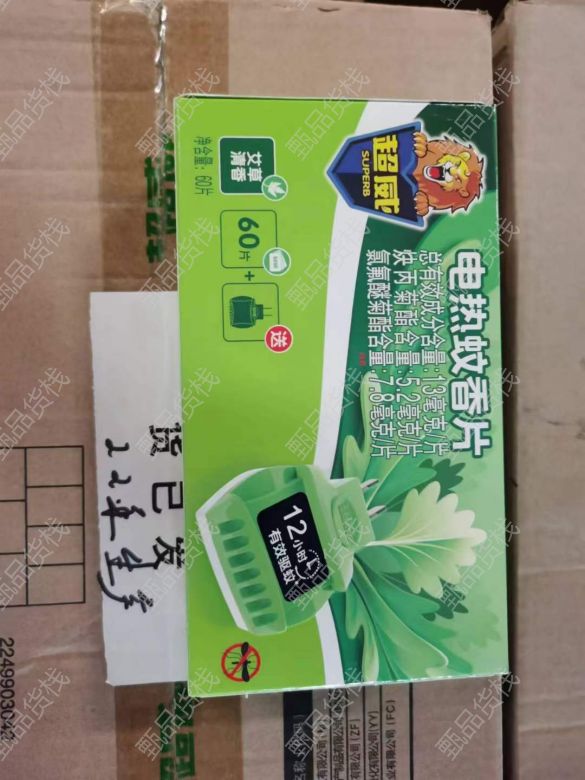 超威
SUPERB
电热蚊香片
总有效成分含量:13毫克/片
炔丙菊酯含量:5.2毫克/片
氯氟醚菊酯含量:7.8毫克/片
艾草
清香
净含量:60片
60片
+
送
12小时
有效驱蚊
货已发
22年生产
2249903042
甄品货栈